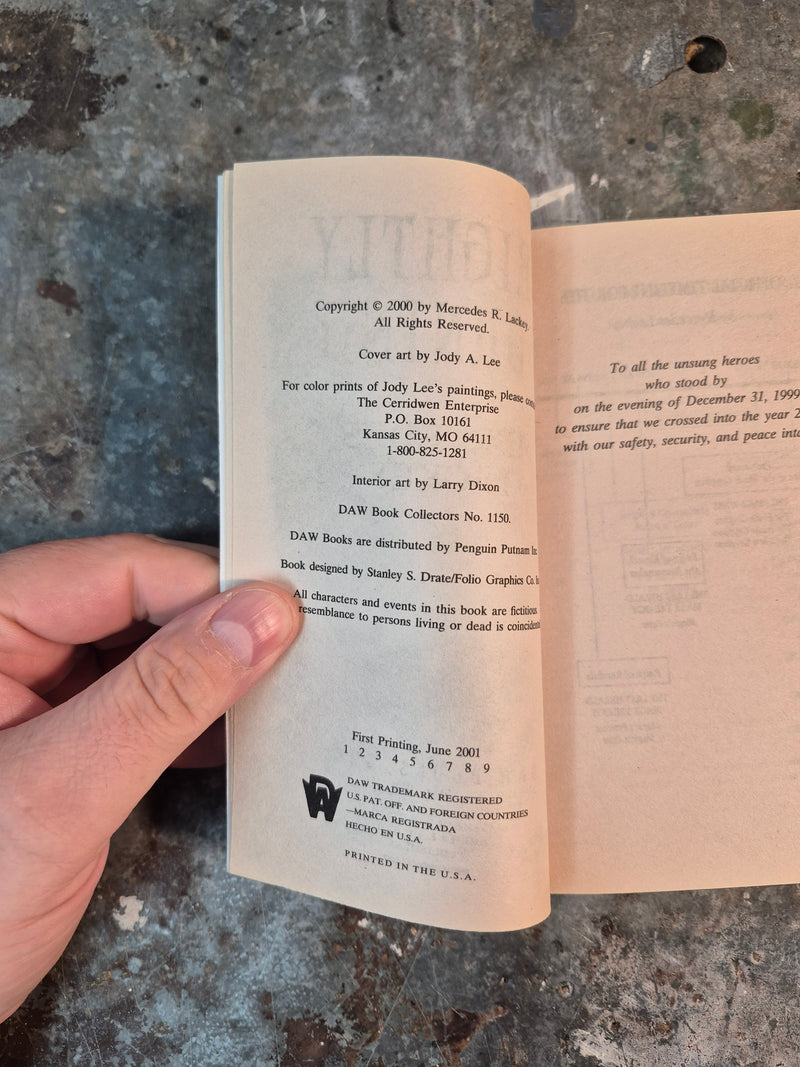 Copyright © 2000 by Mercedes R. Lackey.
All Rights Reserved.
Cover art by Jody A. Lee
For color prints of Jody Lee's paintings, please
The Cerridwen Enterprise
P.O. Box 10161
Kansas City, MO 64111
1-800-825-1281
Interior art by Larry Dixon
DAW Book Collectors No. 1150.
DAW Books are distributed by Penguin Putnam
Book designed by Stanley S. Drate/Folio Graphics Co.
All characters and events in this book are fictitious
resemblance to persons living or dead is
First Printing, June 2001
1 2 3 4 5 6 7 8 9
DAW TRADEMARK REGISTERED
U.S. PAT. OFF. AND FOREIGN COUNTRIES
—MARCA REGISTRADA
HECHO EN U.S.A.
PRINTED IN THE U.S.A.
To all the unsung heroes
who stood by
on the evening of December 31, 1999
to ensure that we crossed into the year
with our safety, security, and peace